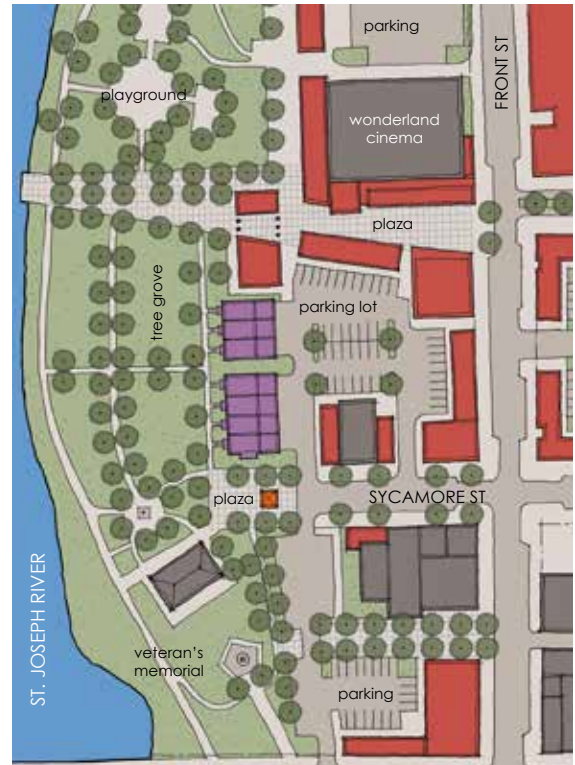 parking
FRONT ST
playground
wonderland
cinema
plaza
tree grove
parking lot
plaza
SYCAMORE ST
ST. JOSEPH RIVER
veteran's
memorial
parking